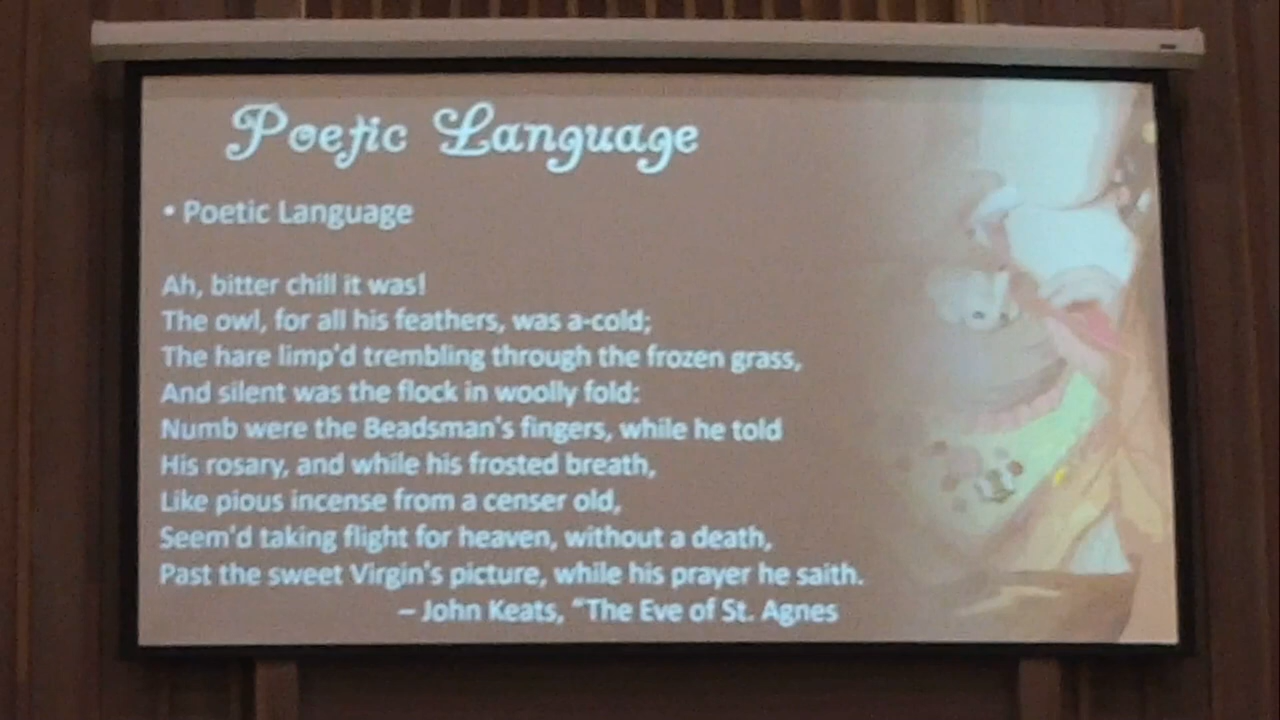 Poetic Language
• Poetic Language
Ah, bitter chill it was!
The owl, for all his feathers, was a-cold;
The hare limp'd trembling through the frozen grass,
And silent was the flock in woolly fold:
Numb were the Beadsman's fingers, while he told
His rosary, and while his frosted breath,
Like pious incense from a censer old,
Seem'd taking flight for heaven, without a death,
Past the sweet Virgin's picture, while his prayer he saith.
– John Keats, “The Eve of St. Agnes